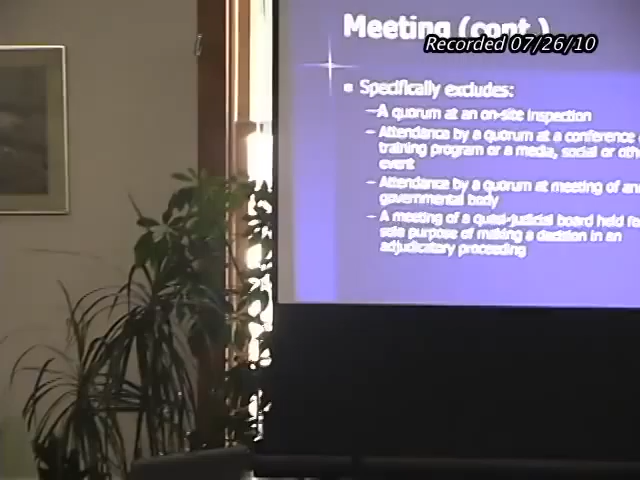 Meeting (cont.)
Recorded 07/26/10
Specifically excludes:
– A quorum at an on-site inspection
– Attendance by a quorum at a conference
training program or a media, social or
event
– Attendance by a quorum at meeting of
governmental body
– A meeting of a quasi-judicial board held
sole purpose of making a decision in an
adjudicatory proceeding